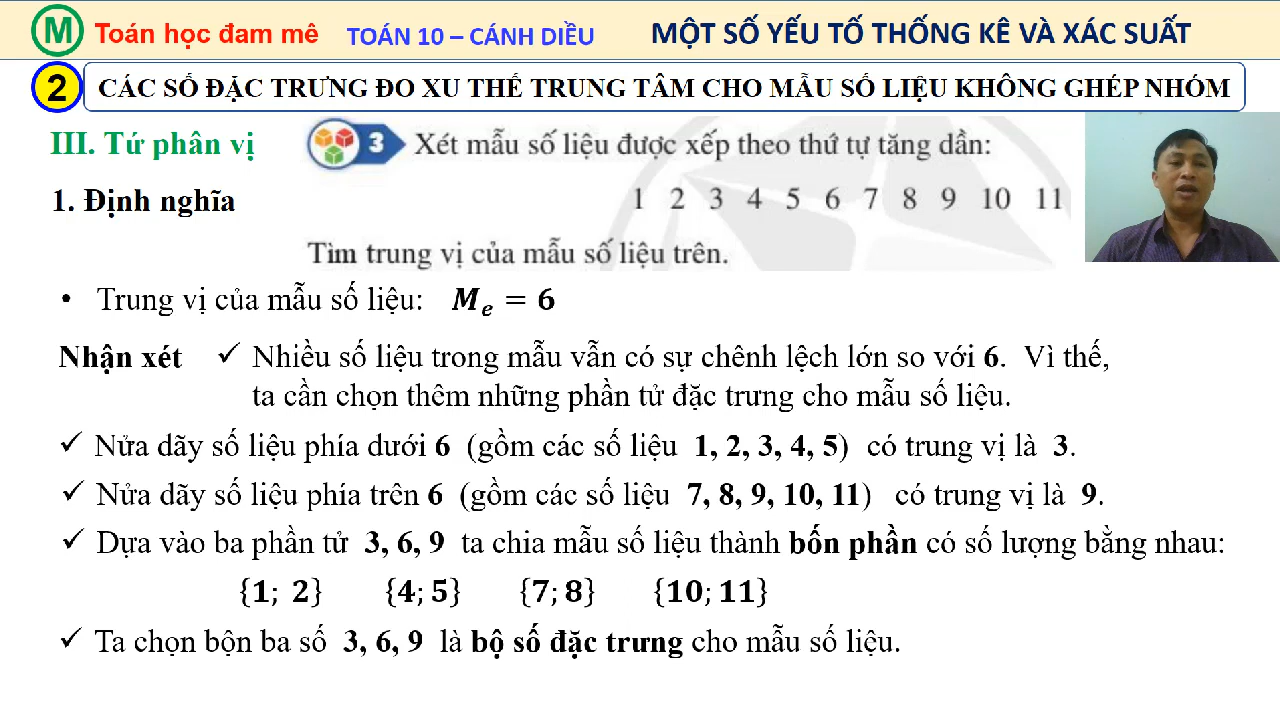 M Toán học đam mê TOÁN 10 – CÁNH DIỀU MỘT SỐ YẾU TỐ THỐNG KÊ VÀ XÁC SUẤT
2 CÁC SỐ ĐẶC TRƯNG ĐO XU THẾ TRUNG TÂM CHO MẪU SỐ LIỆU KHÔNG GHÉP NHÓM
III. Tứ phân vị
3 Xét mẫu số liệu được xếp theo thứ tự tăng dần:
1. Định nghĩa
1 2 3 4 5 6 7 8 9 10 11
Tìm trung vị của mẫu số liệu trên.
• Trung vị của mẫu số liệu: Mₑ = 6
Nhận xét ✓ Nhiều số liệu trong mẫu vẫn có sự chênh lệch lớn so với 6. Vì thế,
ta cần chọn thêm những phần tử đặc trưng cho mẫu số liệu.
✓ Nửa dãy số liệu phía dưới 6 (gồm các số liệu 1, 2, 3, 4, 5) có trung vị là 3.
✓ Nửa dãy số liệu phía trên 6 (gồm các số liệu 7, 8, 9, 10, 11) có trung vị là 9.
✓ Dựa vào ba phần tử 3, 6, 9 ta chia mẫu số liệu thành bốn phần có số lượng bằng nhau:
{1; 2} {4; 5} {7; 8} {10; 11}
✓ Ta chọn bộn ba số 3, 6, 9 là bộ số đặc trưng cho mẫu số liệu.